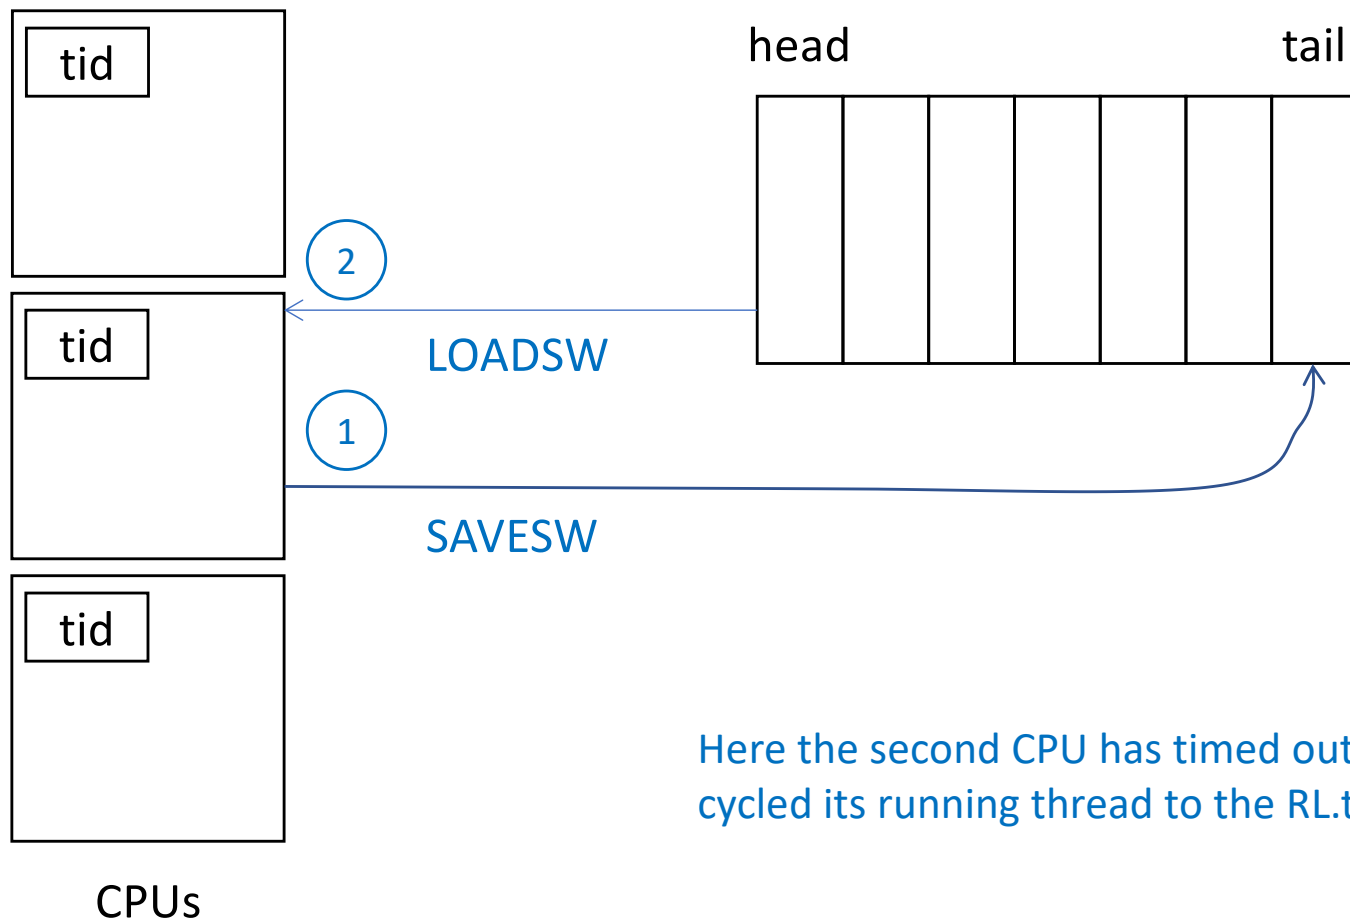 tid
head
tail
2
tid
LOADSW
1
SAVESW
tid
Here the second CPU has timed out
cycled its running thread to the RL.t
CPUs